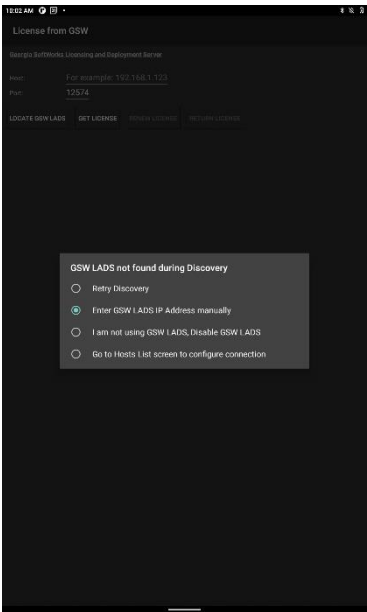 10:02 AM
License from GSW
Georgia SoftWorks Licensing and Deployment Server
Host: For example: 192.168.1.123
Port: 12574
LOCATE GSW LADS GET LICENSE RETURN LICENSE
GSW LADS not found during Discovery
Retry Discovery
Enter GSW LADS IP Address manually
I am not using GSW LADS, Disable GSW LADS
Go to Hosts List screen to configure connection